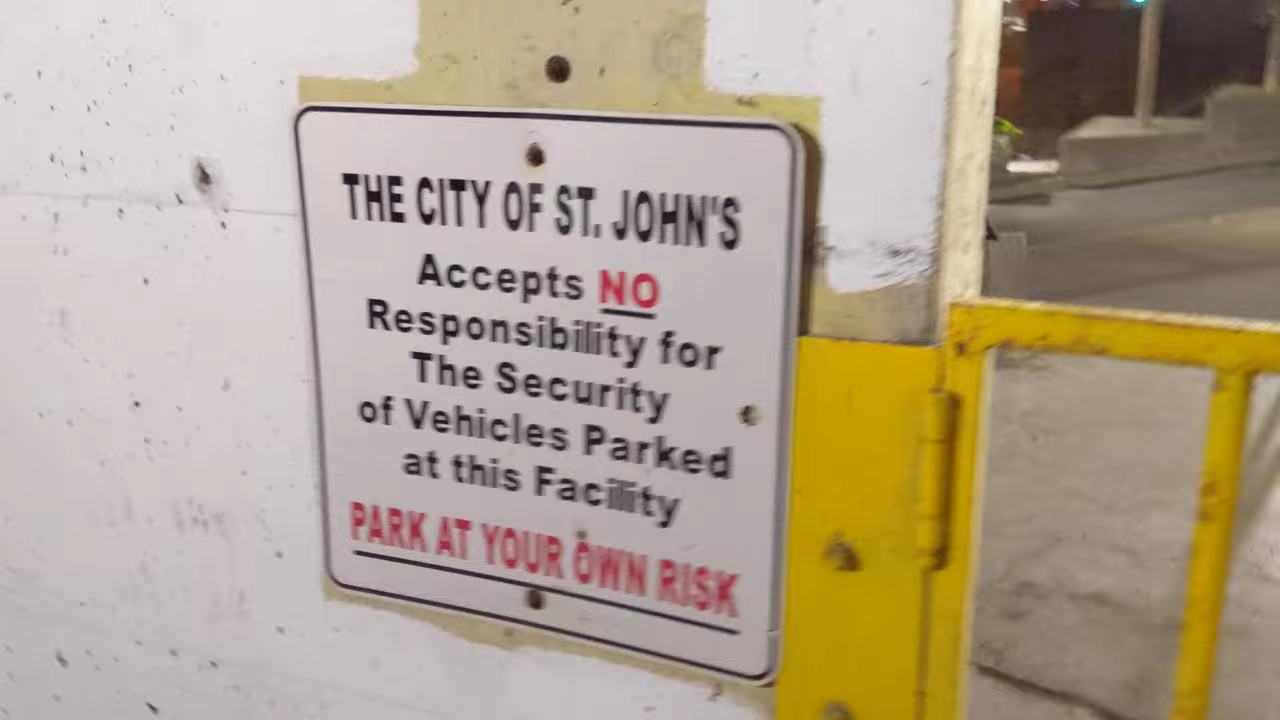 THE CITY OF ST. JOHN'S
Accepts NO
Responsibility for
The Security
of Vehicles Parked
at this Facility
PARK AT YOUR OWN RISK